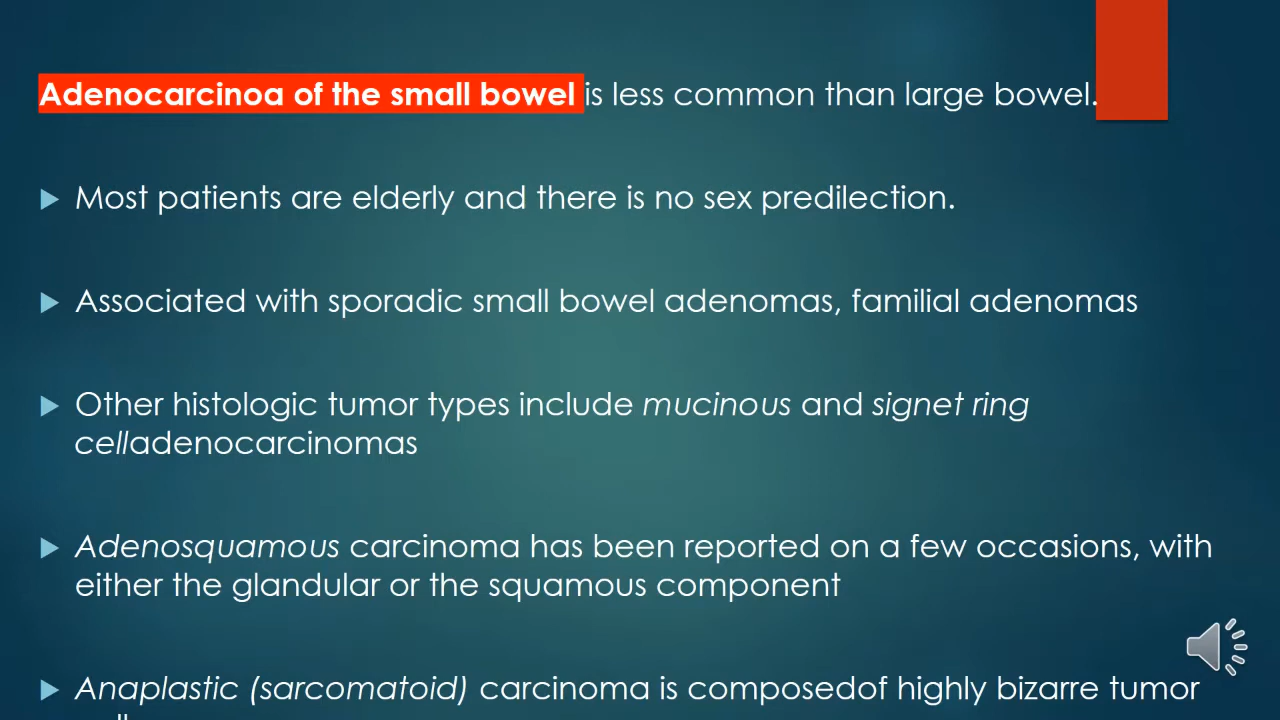 Adenocarcinoa of the small bowel is less common than large bowel.
Most patients are elderly and there is no sex predilection.
Associated with sporadic small bowel adenomas, familial adenomas
Other histologic tumor types include mucinous and signet ring
celladenocarcinomas
Adenosquamous carcinoma has been reported on a few occasions, with
either the glandular or the squamous component
Anaplastic (sarcomatoid) carcinoma is composedof highly bizarre tumor